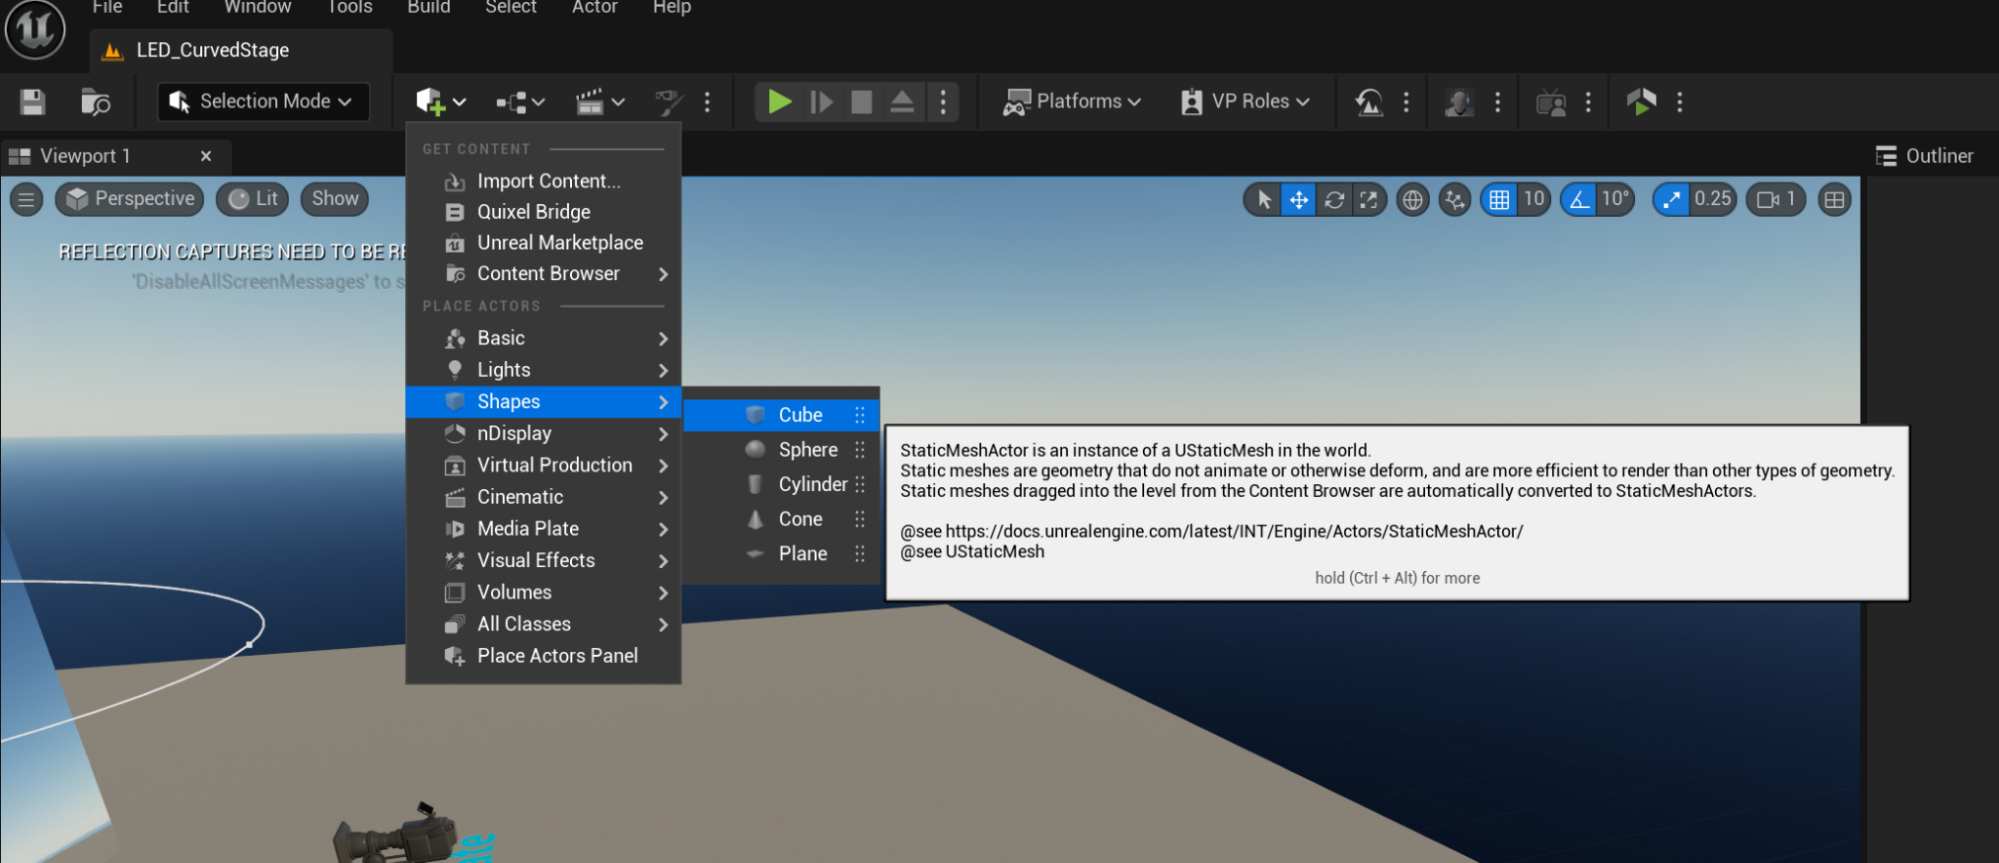 File Edit Window Tools Build Select Actor Help
LED_CurvedStage
Selection Mode
Platforms
VP Roles
Viewport 1
Outliner
Perspective
Lit
Show
10
10°
0.25
1
REFLECTION CAPTURES NEED TO BE
'DisableAllScreenMessages' to
GET CONTENT
Import Content...
Quixel Bridge
Unreal Marketplace
Content Browser
PLACE ACTORS
Basic
Lights
Shapes
nDisplay
Virtual Production
Cinematic
Media Plate
Visual Effects
Volumes
All Classes
Place Actors Panel
Cube
Sphere
Cylinder
Cone
Plane
StaticMeshActor is an instance of a UStaticMesh in the world.
Static meshes are geometry that do not animate or otherwise deform, and are more efficient to render than other types of geometry.
Static meshes dragged into the level from the Content Browser are automatically converted to StaticMeshActors.
@see https://docs.unrealengine.com/latest/INT/Engine/Actors/StaticMeshActor/
@see UStaticMesh
hold (Ctrl + Alt) for more